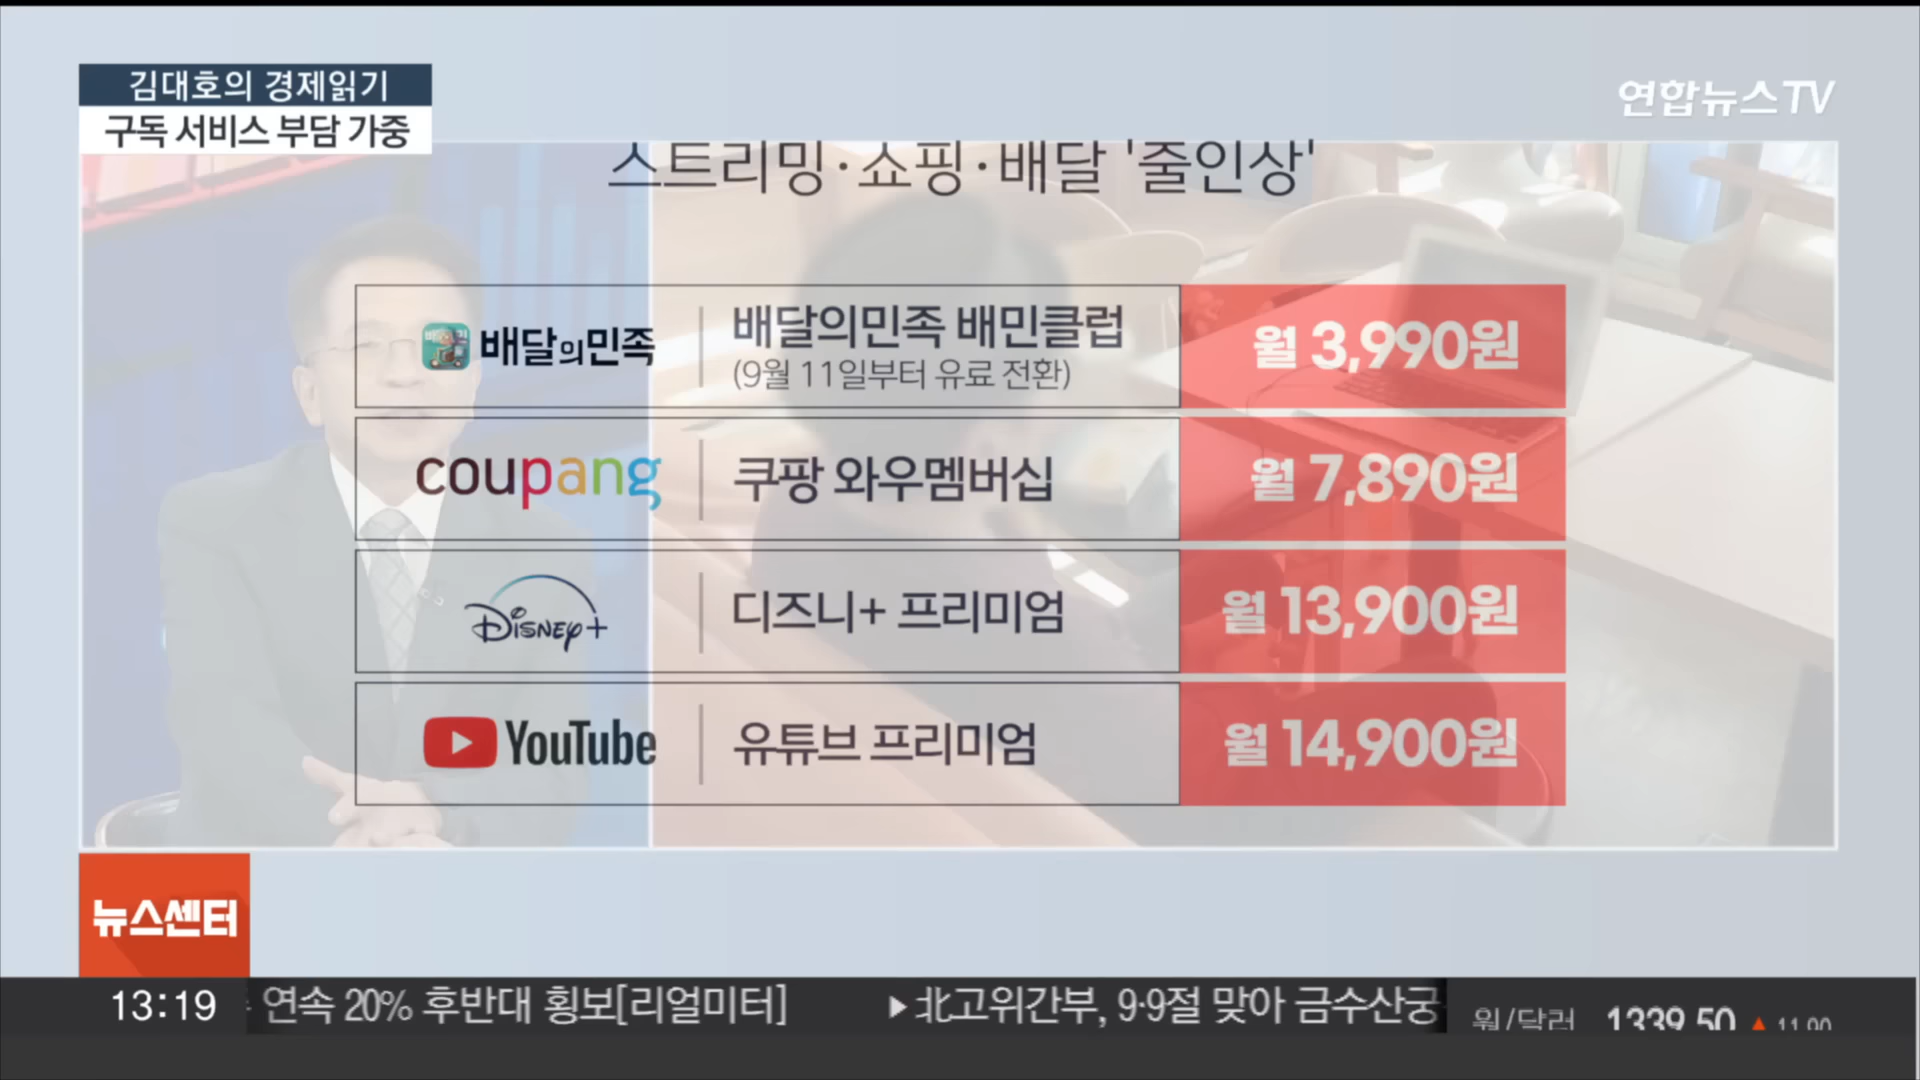 김대호의 경제읽기
구독 서비스 부담 가중
연합뉴스TV
스트리밍·쇼핑·배달 '줄인상'
배달의민족
배달의민족 배민클럽
(9월 11일부터 유료 전환)
월 3,990원
coupang
쿠팡 와우멤버십
월 7,890원
Disney+
디즈니+ 프리미엄
월 13,900원
YouTube
유튜브 프리미엄
월 14,900원
뉴스센터
13:19
연속 20% 후반대 횡보[리얼미터]
▶北고위간부, 9·9절 맞아 금수산궁
원/달러 1339.50 ▲ 11.00